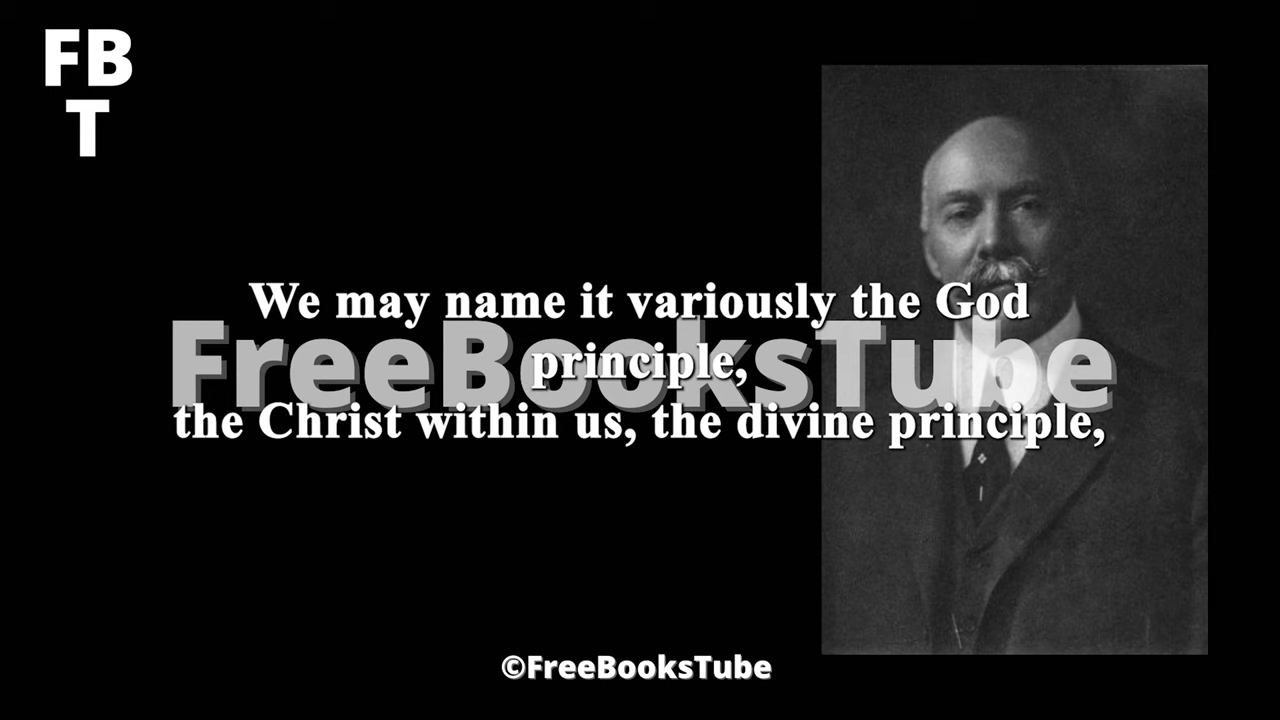 FB
T
We may name it variously the God
principle,
the Christ within us, the divine principle,
FreeBooksTube
©FreeBooksTube